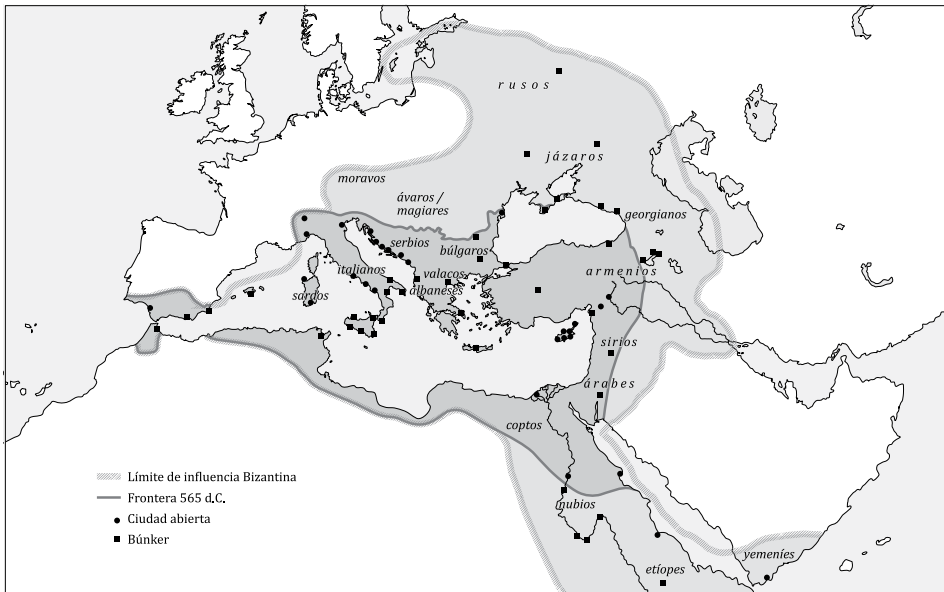 rusos
jázaros
moravos
ávaros /
magiares
georgianos
serbios
búlgaros
italianos
valacos
armenios
albaneses
sardos
sirios
árabes
coptos
Límite de influencia Bizantina
Frontera 565 d.C.
Ciudad abierta
nubios
Búnker
yemeníes
etíopes